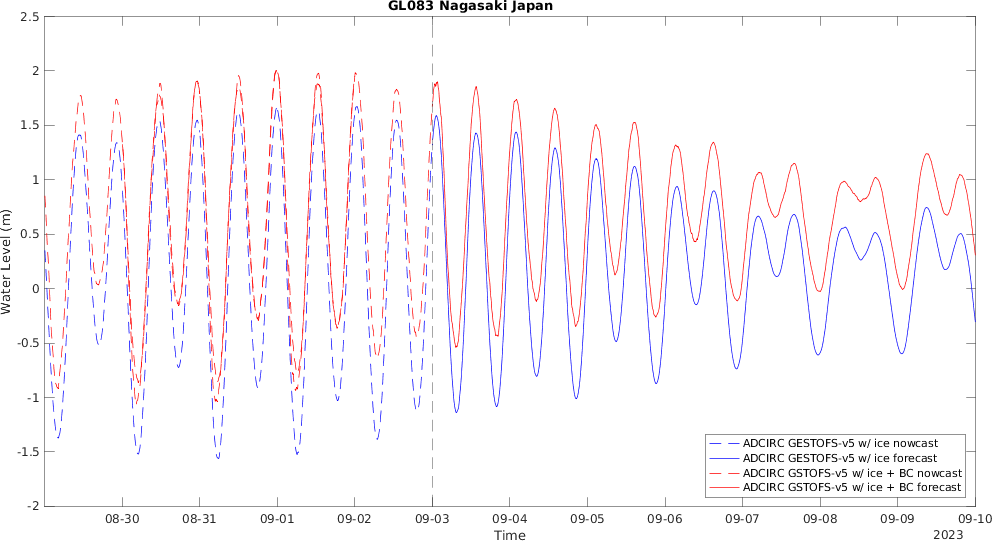 GL083 Nagasaki Japan
2.5
2
1.5
1
0.5
0
-0.5
-1
-1.5
-2
Water Level (m)
ADCIRC GESTOFS-v5 w/ ice nowcast
ADCIRC GESTOFS-v5 w/ ice forecast
ADCIRC GSTOFS-v5 w/ ice + BC nowcast
ADCIRC GSTOFS-v5 w/ ice + BC forecast
08-30 08-31 09-01 09-02 09-03 09-04 09-05 09-06 09-07 09-08 09-09 09-10
Time
2023